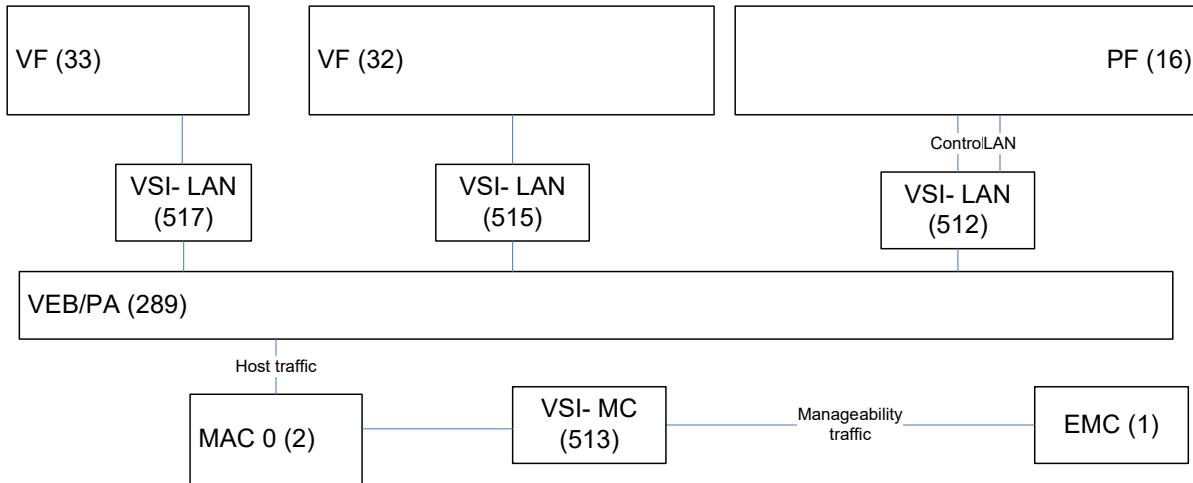 VF (33)
VF (32)
PF (16)
Control
LAN
VSI- LAN
(517)
VSI- LAN
(515)
VSI- LAN
(512)
VEB/PA (289)
Host traffic
MAC 0 (2)
VSI- MC
(513)
Manageability
traffic
EMC (1)